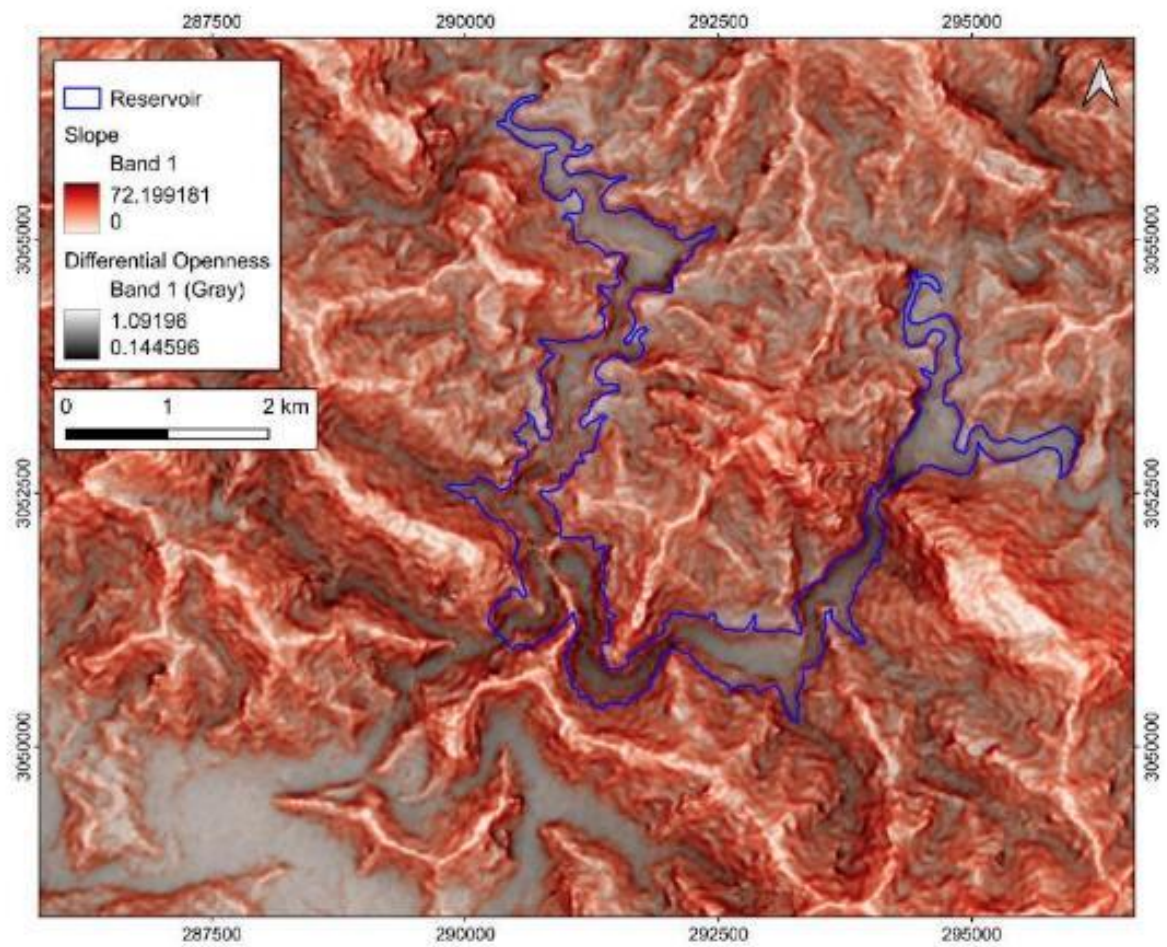 287500 290000 292500 295000
Reservoir
Slope
Band 1
72.199181
0
Differential Openness
Band 1 (Gray)
1.09196
0.144596
0 1 2 km
3055000 3055000
3052500 3052500
3050000 3050000
287500 290000 292500 295000